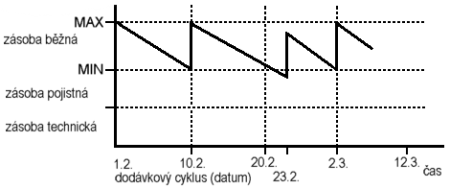 MAX
zásoba běžná
MIN
zásoba pojistná
zásoba technická
1.2. 10.2. 20.2. 23.2. 2.3. 12.3. čas
dodávkový cyklus (datum)